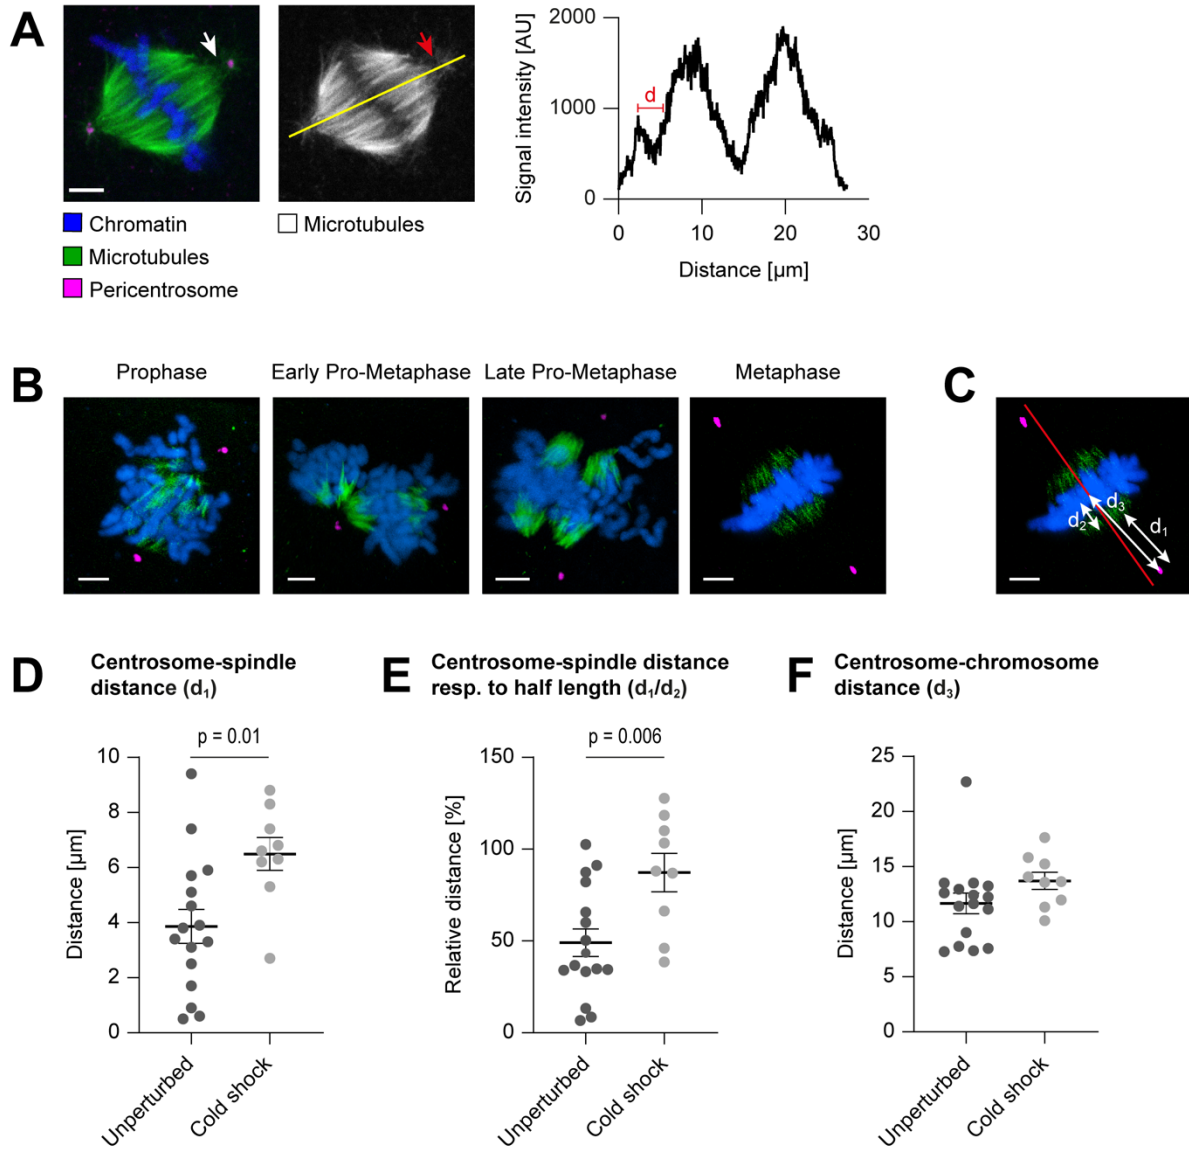 A
Chromatin
Microtubules
Pericentrosome
Microtubules
Signal intensity [AU]
2000
1000
0
d
0 10 20 30
Distance [µm]
B
Prophase
Early Pro-Metaphase
Late Pro-Metaphase
Metaphase
C
d3
d2
d1
D
Centrosome-spindle
distance (d1)
p = 0.01
Distance [µm]
10
8
6
4
2
0
Unperturbed
Cold shock
E
Centrosome-spindle distance
resp. to half length (d1/d2)
p = 0.006
Relative distance [%]
150
100
50
0
Unperturbed
Cold shock
F
Centrosome-chromosome
distance (d3)
Distance [µm]
25
20
15
10
5
0
Unperturbed
Cold shock